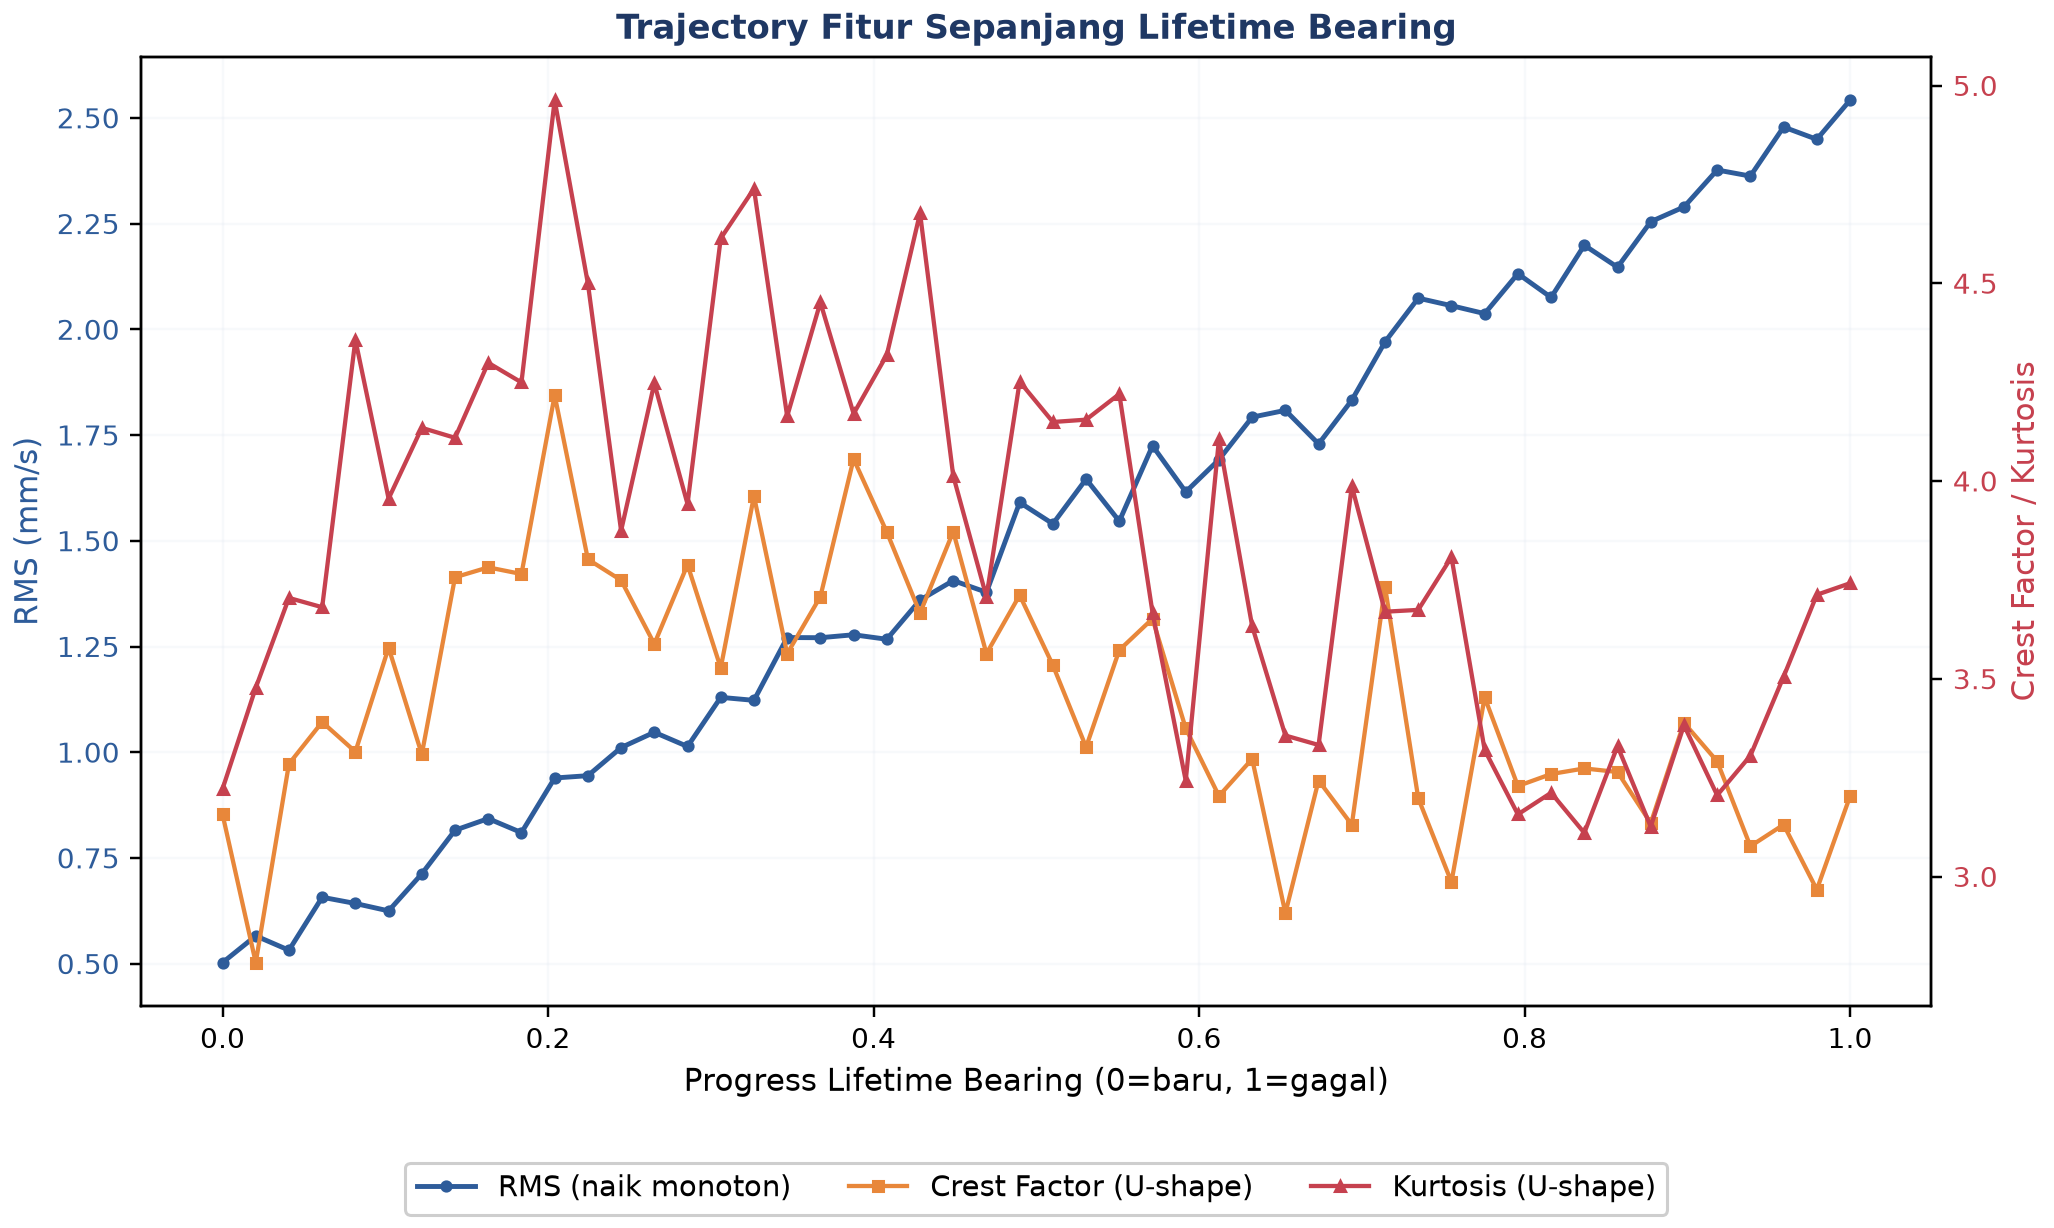 Trajectory Fitur Sepanjang Lifetime Bearing
RMS (mm/s)
2.50
2.25
2.00
1.75
1.50
1.25
1.00
0.75
0.50
5.0
4.5
4.0
3.5
3.0
Crest Factor / Kurtosis
0.0 0.2 0.4 0.6 0.8 1.0
Progress Lifetime Bearing (0=baru, 1=gagal)
RMS (naik monoton) Crest Factor (U-shape) Kurtosis (U-shape)